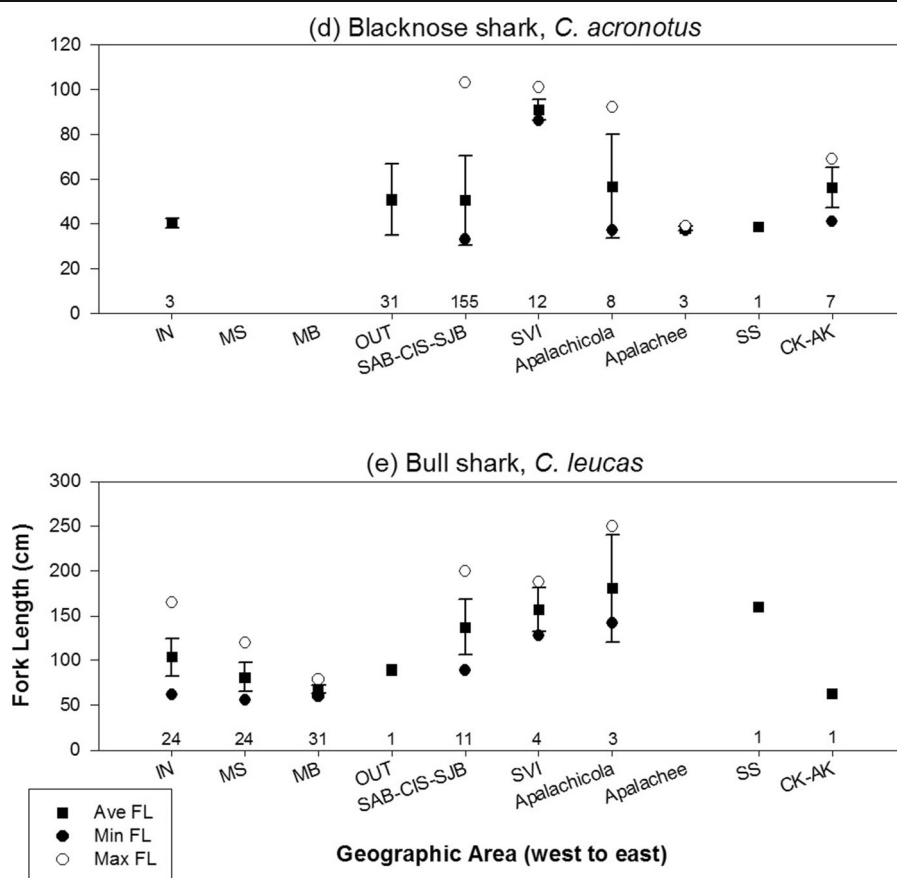 (d) Blacknose shark, C. acronotus
120
100
80
60
40
20
0
3 31 155 12 8 3 1 7
IN MS MB OUT SAB-CIS-SJB SVI Apalachicola Apalachee SS CK-AK
(e) Bull shark, C. leucas
Fork Length (cm)
300
250
200
150
100
50
0
24 24 31 1 11 4 3 1 1
IN MS MB OUT SAB-CIS-SJB SVI Apalachicola Apalachee SS CK-AK
Ave FL
Min FL
Max FL
Geographic Area (west to east)